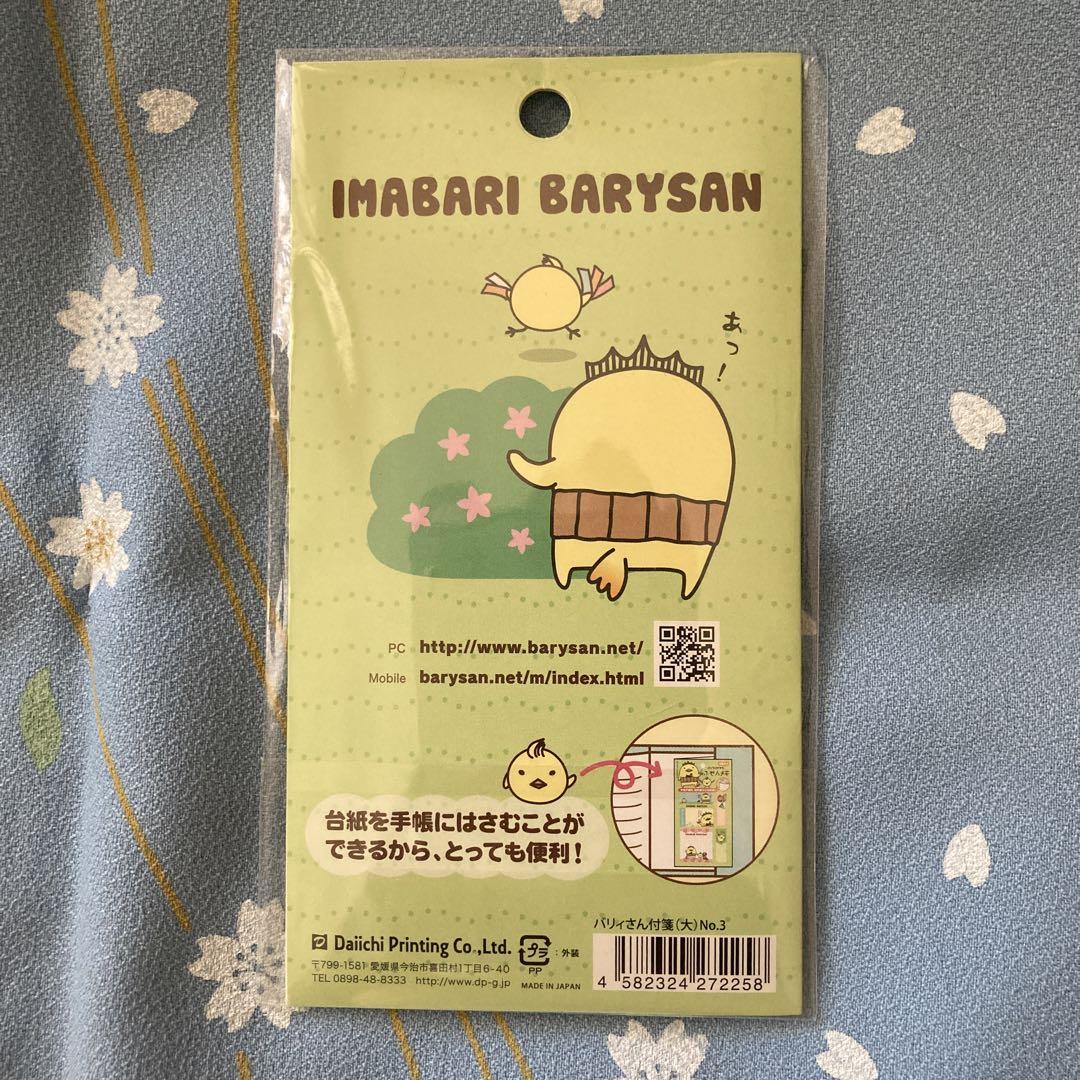 IMABARI BARYSAN
あっ!
PC http://www.barysan.net/
Mobile barysan.net/m/index.html
台紙を手帳にはさむことが
できるから、とっても便利!
バリィさん付箋(大)No.3
Daiichi Printing Co.,Ltd.
プラ :外装
PP
〒799-1581 愛媛県今治市喜田村1丁目6-40
TEL 0898-48-8333 http://www.dp-g.jp
MADE IN JAPAN
4 582324 272258